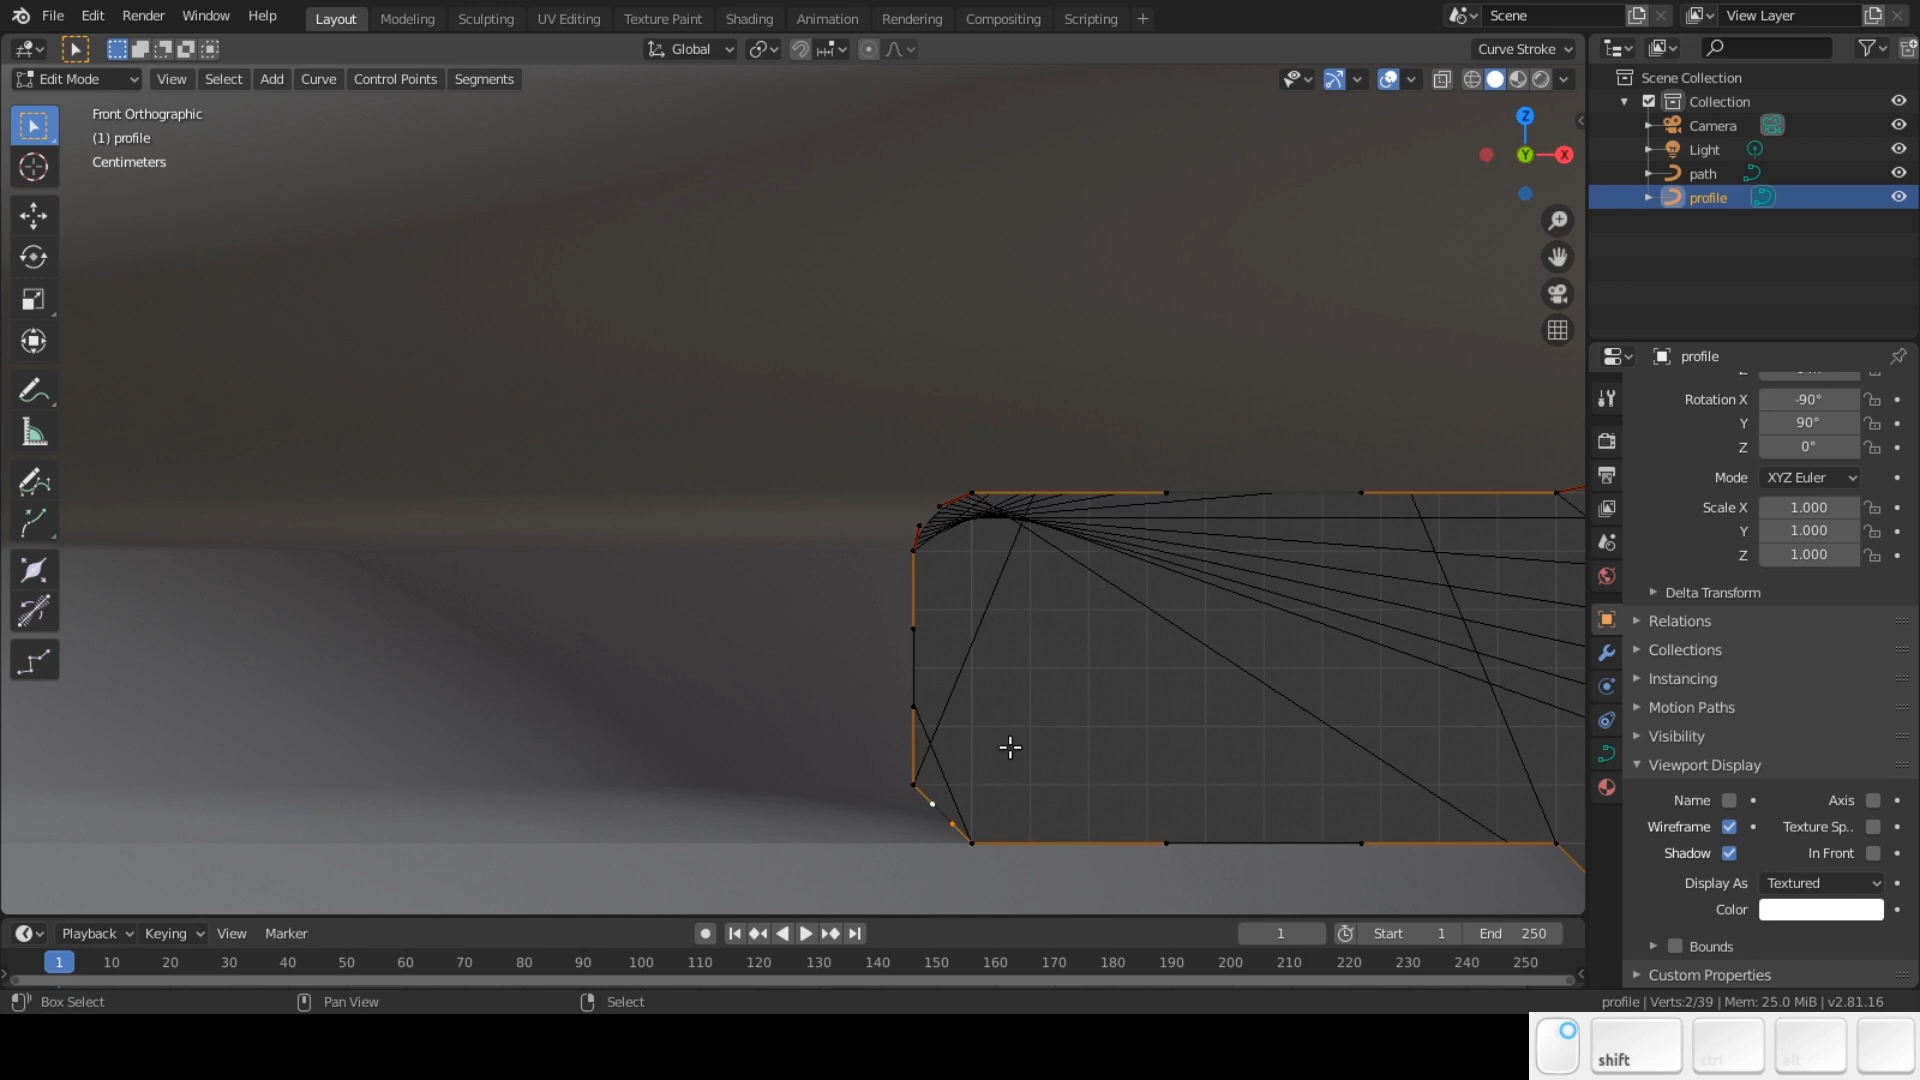 File Edit Render Window Help Layout Modeling Sculpting UV Editing Texture Paint Shading Animation Rendering Compositing Scripting + Scene View Layer
Global Curve Stroke
Edit Mode View Select Add Curve Control Points Segments
Front Orthographic
(1) profile
Centimeters
Z
Y
X
Scene Collection
Collection
Camera
Light
path
profile
profile
Rotation X -90°
Y 90°
Z 0°
Mode XYZ Euler
Scale X 1.000
Y 1.000
Z 1.000
Delta Transform
Relations
Collections
Instancing
Motion Paths
Visibility
Viewport Display
Name Axis
Wireframe Texture Sp..
Shadow In Front
Display As Textured
Color
Bounds
Custom Properties
Playback Keying View Marker 1 Start 1 End 250
1 10 20 30 40 50 60 70 80 90 100 110 120 130 140 150 160 170 180 190 200 210 220 230 240 250
Box Select Pan View Select profile | Verts:2/39 | Mem: 25.0 MiB | v2.81.16
shift ctrl alt